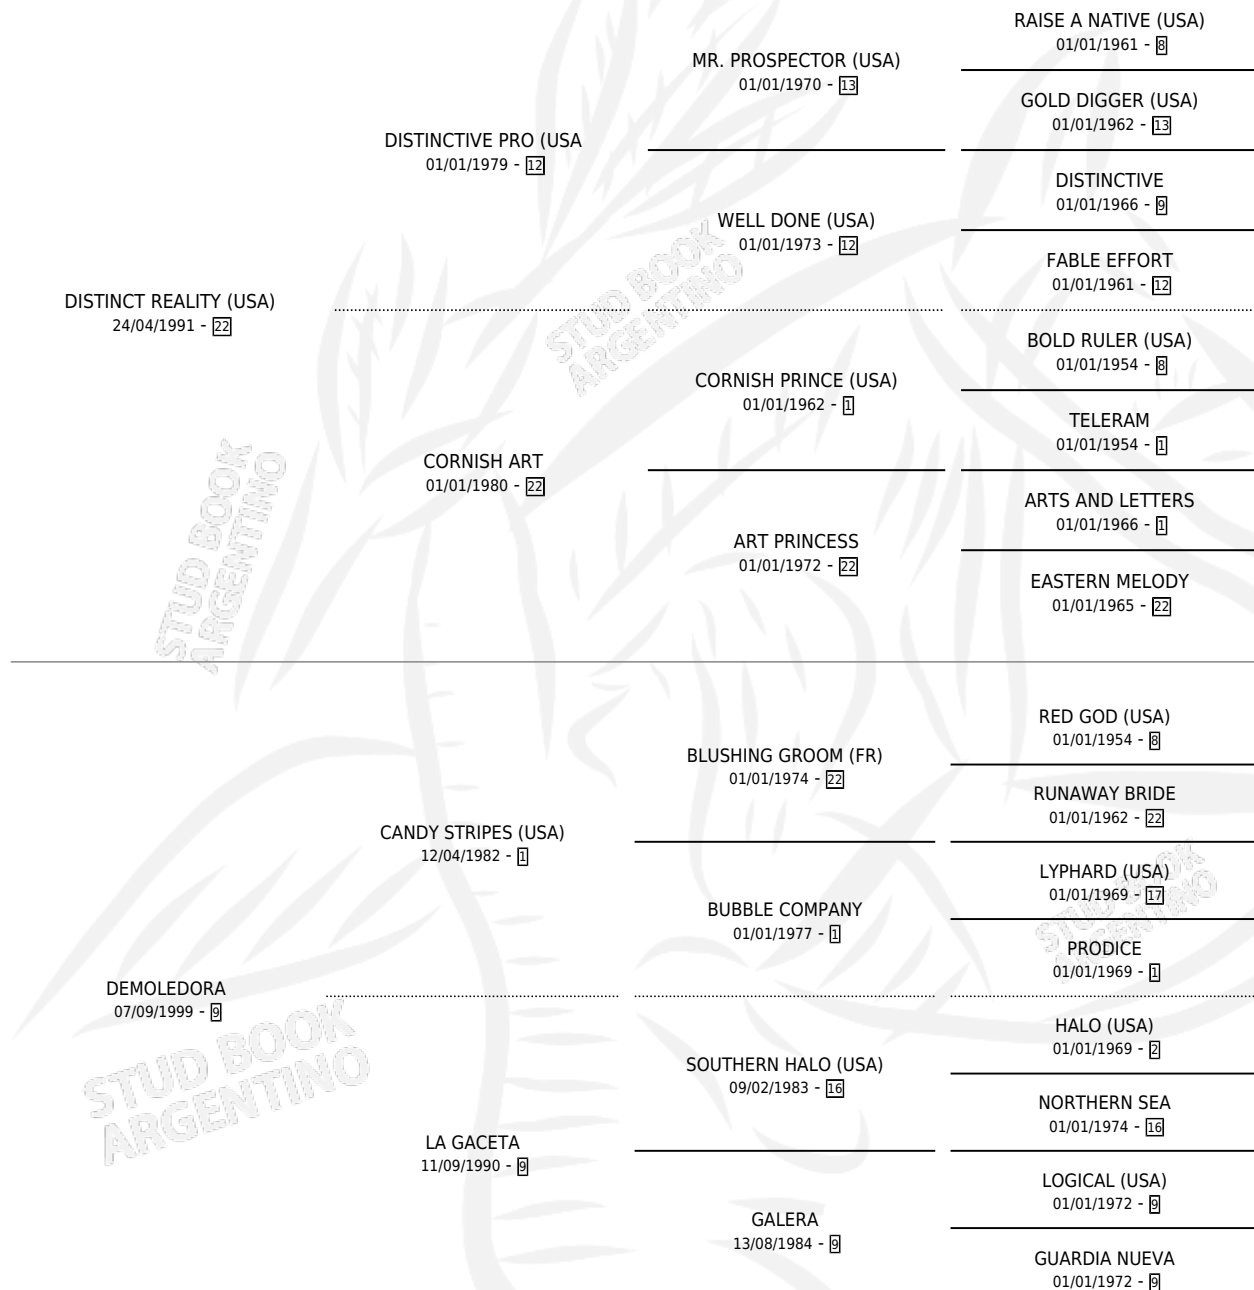 RAISE A NATIVE (USA)
01/01/1961 - 8
MR. PROSPECTOR (USA)
01/01/1970 - 13
GOLD DIGGER (USA)
01/01/1962 - 13
DISTINCTIVE PRO (USA
01/01/1979 - 12
DISTINCTIVE
01/01/1966 - 9
WELL DONE (USA)
01/01/1973 - 12
FABLE EFFORT
01/01/1961 - 12
DISTINCT REALITY (USA)
24/04/1991 - 22
BOLD RULER (USA)
01/01/1954 - 8
CORNISH PRINCE (USA)
01/01/1962 - 1
TELERAM
01/01/1954 - 1
CORNISH ART
01/01/1980 - 22
ARTS AND LETTERS
01/01/1966 - 1
ART PRINCESS
01/01/1972 - 22
EASTERN MELODY
01/01/1965 - 22
RED GOD (USA)
01/01/1954 - 8
BLUSHING GROOM (FR)
01/01/1974 - 22
RUNAWAY BRIDE
01/01/1962 - 22
CANDY STRIPES (USA)
12/04/1982 - 1
LYPHARD (USA)
01/01/1969 - 17
BUBBLE COMPANY
01/01/1977 - 1
PRODICE
01/01/1969 - 1
DEMOLEDORA
07/09/1999 - 9
HALO (USA)
01/01/1969 - 2
SOUTHERN HALO (USA)
09/02/1983 - 16
NORTHERN SEA
01/01/1974 - 16
LA GACETA
11/09/1990 - 9
LOGICAL (USA)
01/01/1972 - 9
GALERA
13/08/1984 - 9
GUARDIA NUEVA
01/01/1972 - 9
STUD BOOK
ARGENTINO
STUD BOOK
ARGENTINO
STUD BOOK
ARGENTINO
STUD BOOK
ARGENTINO